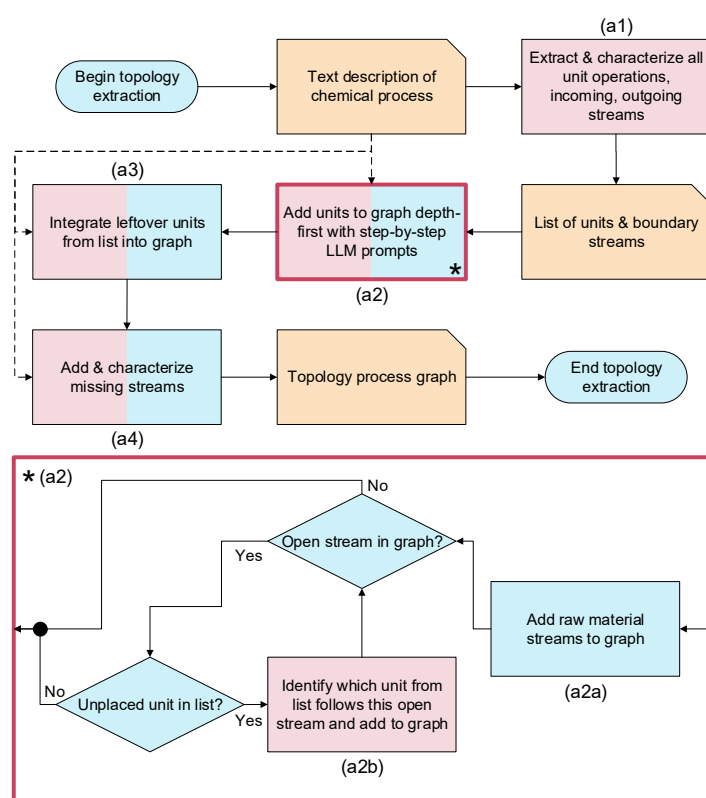 (a1)
Begin topology
extraction
Text description of
chemical process
Extract & characterize all
unit operations,
incoming, outgoing
streams
(a3)
Integrate leftover units
from list into graph
Add units to graph depth-
first with step-by-step
LLM prompts
*
(a2)
List of units & boundary
streams
Add & characterize
missing streams
(a4)
Topology process graph
End topology
extraction
* (a2)
No
Open stream in graph?
Yes
Add raw material
streams to graph
(a2a)
No
Unplaced unit in list?
Yes
Identify which unit from
list follows this open
stream and add to graph
(a2b)